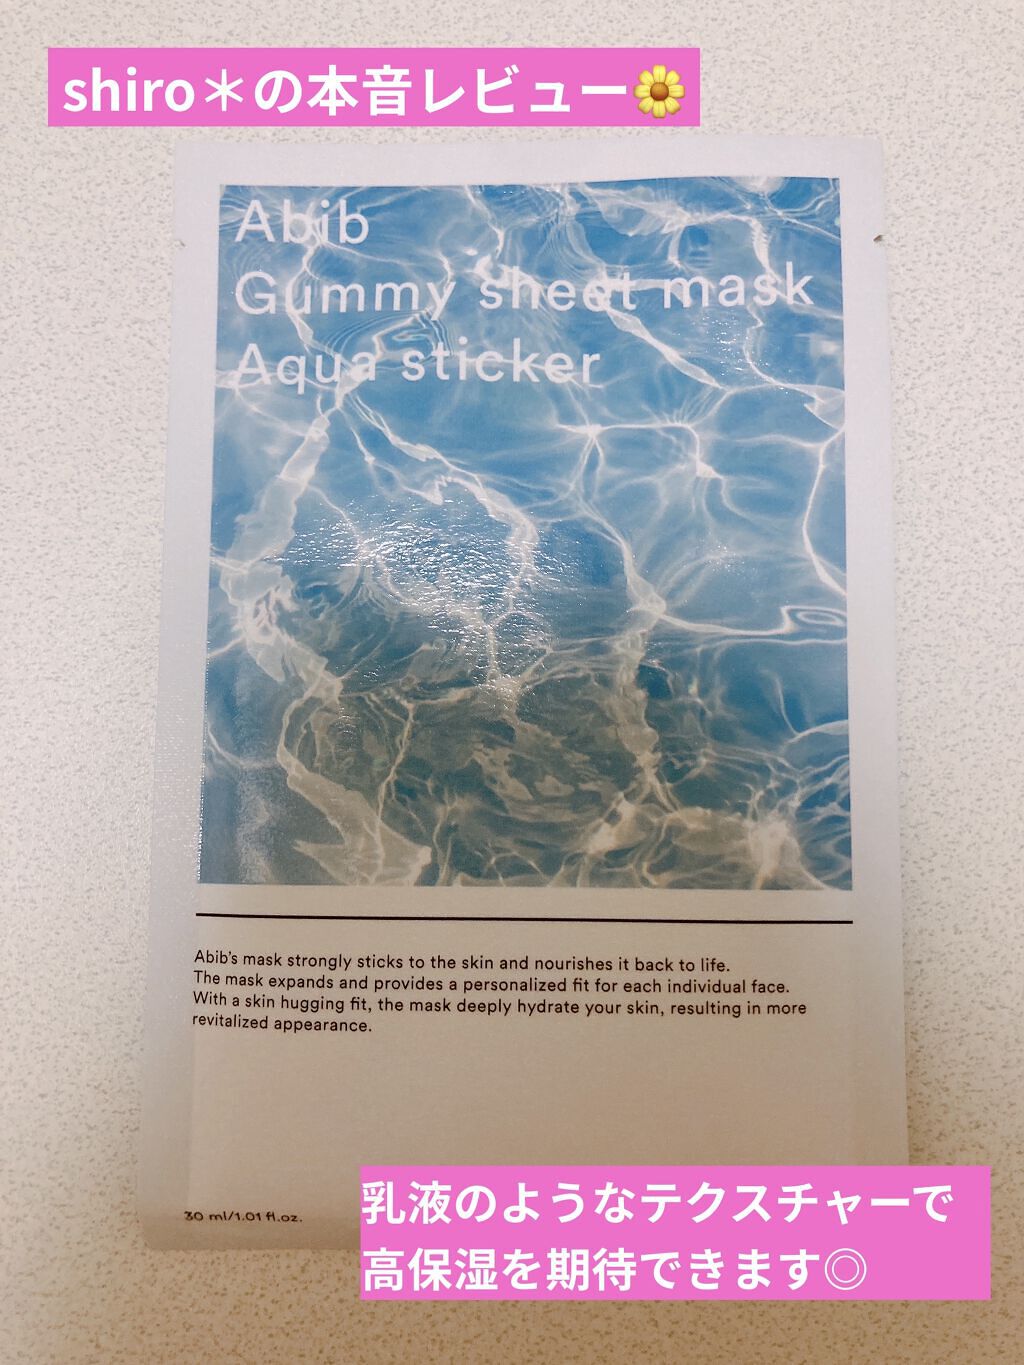 shiro＊の本音レビュー🌼
Abib
Gummy sheet mask
Aqua sticker
Abib's mask strongly sticks to the skin and nourishes it back to life.
The mask expands and provides a personalized fit for each individual face.
With a skin hugging fit, the mask deeply hydrate your skin, resulting in more
revitalized appearance.
30 ml/1.01 fl.oz.
乳液のようなテクスチャーで
高保湿を期待できます◎